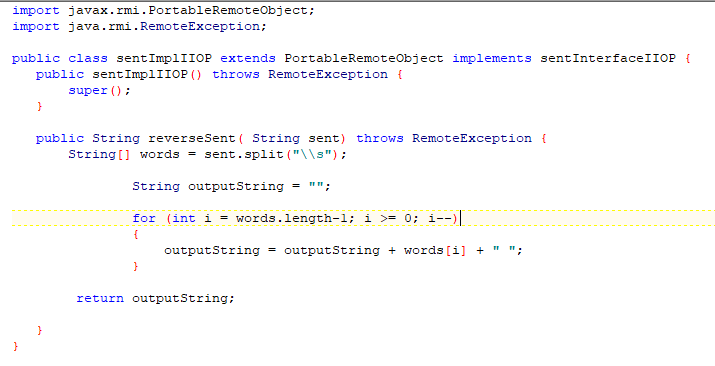 import javax.rmi.PortableRemoteObject;
import java.rmi.RemoteException;
public class sentImplIIOP extends PortableRemoteObject implements sentInterfaceIIOP {
public sentImplIIOP() throws RemoteException {
super();
}
public String reverseSent( String sent) throws RemoteException {
String[] words = sent.split("\\s");
String outputString = "";
for (int i = words.length-1; i >= 0; i--)
{
outputString = outputString + words[i] + " ";
}
return outputString;
}
}